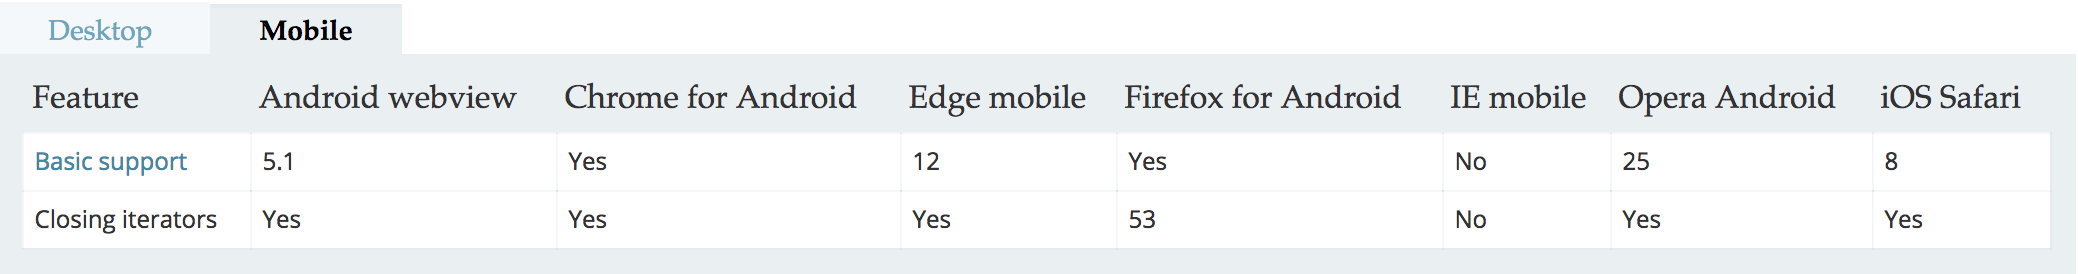 Desktop Mobile
Feature Android webview Chrome for Android Edge mobile Firefox for Android IE mobile Opera Android iOS Safari
Basic support 5.1 Yes 12 Yes No 25 8
Closing iterators Yes Yes Yes 53 No Yes Yes